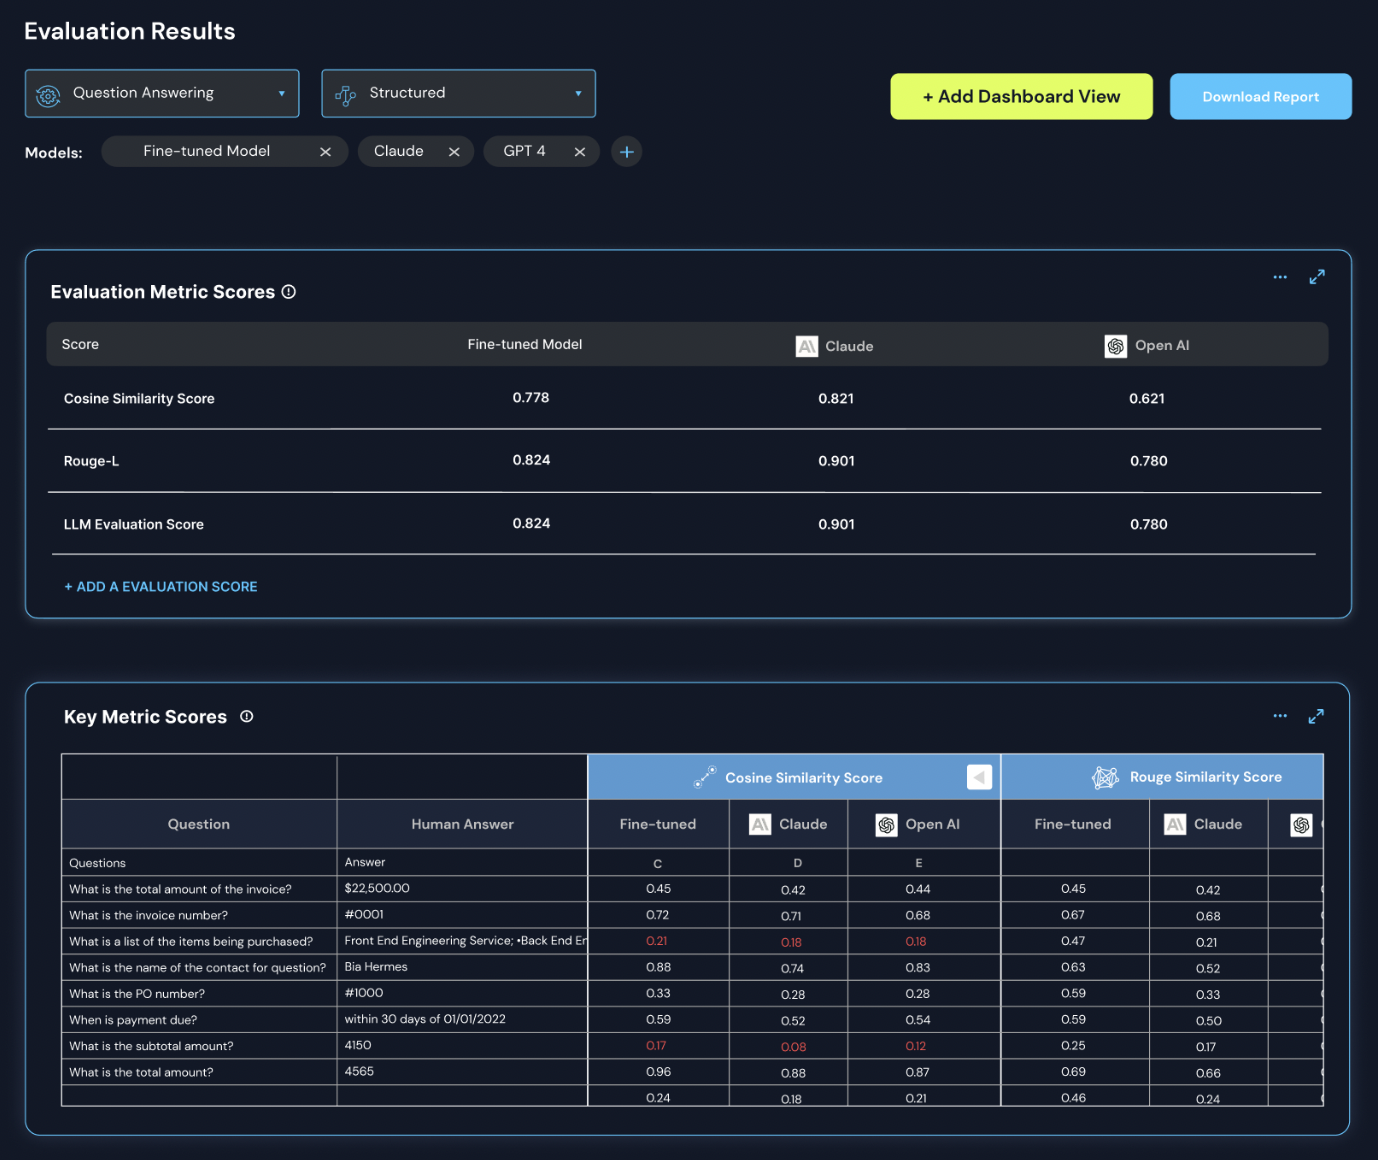 Evaluation Results
Question Answering
Structured
+ Add Dashboard View
Download Report
Models:
Fine-tuned Model
Claude
GPT 4
Evaluation Metric Scores
Score Fine-tuned Model Claude Open AI
Cosine Similarity Score 0.778 0.821 0.621
Rouge-L 0.824 0.901 0.780
LLM Evaluation Score 0.824 0.901 0.780
+ ADD A EVALUATION SCORE
Key Metric Scores
Cosine Similarity Score Rouge Similarity Score
Question Human Answer Fine-tuned Claude Open AI Fine-tuned Claude
Questions Answer C D E
What is the total amount of the invoice? $22,500.00 0.45 0.42 0.44 0.45 0.42
What is the invoice number? #0001 0.72 0.71 0.68 0.67 0.68
What is a list of the items being purchased? Front End Engineering Service; •Back End En 0.21 0.18 0.18 0.47 0.21
What is the name of the contact for question? Bia Hermes 0.88 0.74 0.83 0.63 0.52
What is the PO number? #1000 0.33 0.28 0.28 0.59 0.33
When is payment due? within 30 days of 01/01/2022 0.59 0.52 0.54 0.59 0.50
What is the subtotal amount? 4150 0.17 0.08 0.12 0.25 0.17
What is the total amount? 4565 0.96 0.88 0.87 0.69 0.66
0.24 0.18 0.21 0.46 0.24